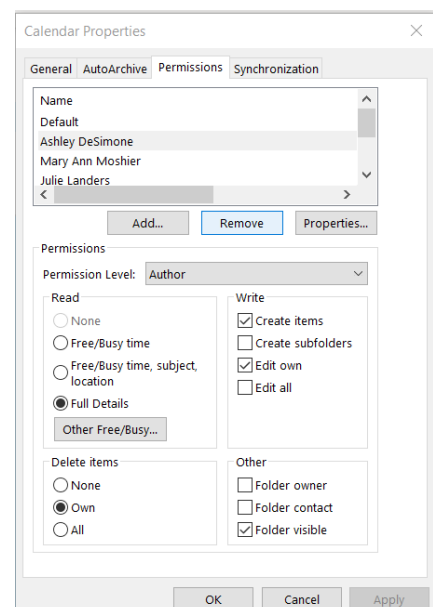 Calendar Properties
General AutoArchive Permissions Synchronization
Name
Default
Ashley DeSimone
Mary Ann Moshier
Julie Landers
Add... Remove Properties...
Permissions
Permission Level: Author
Read
None
Free/Busy time
Free/Busy time, subject,
location
Full Details
Other Free/Busy...
Write
Create items
Create subfolders
Edit own
Edit all
Delete items
None
Own
All
Other
Folder owner
Folder contact
Folder visible
OK Cancel Apply